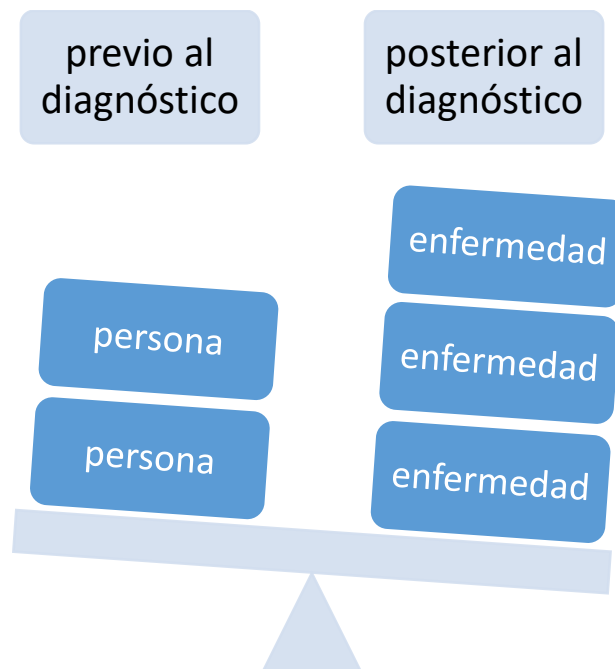 previo al
diagnóstico
posterior al
diagnóstico
enfermedad
persona
enfermedad
persona
enfermedad